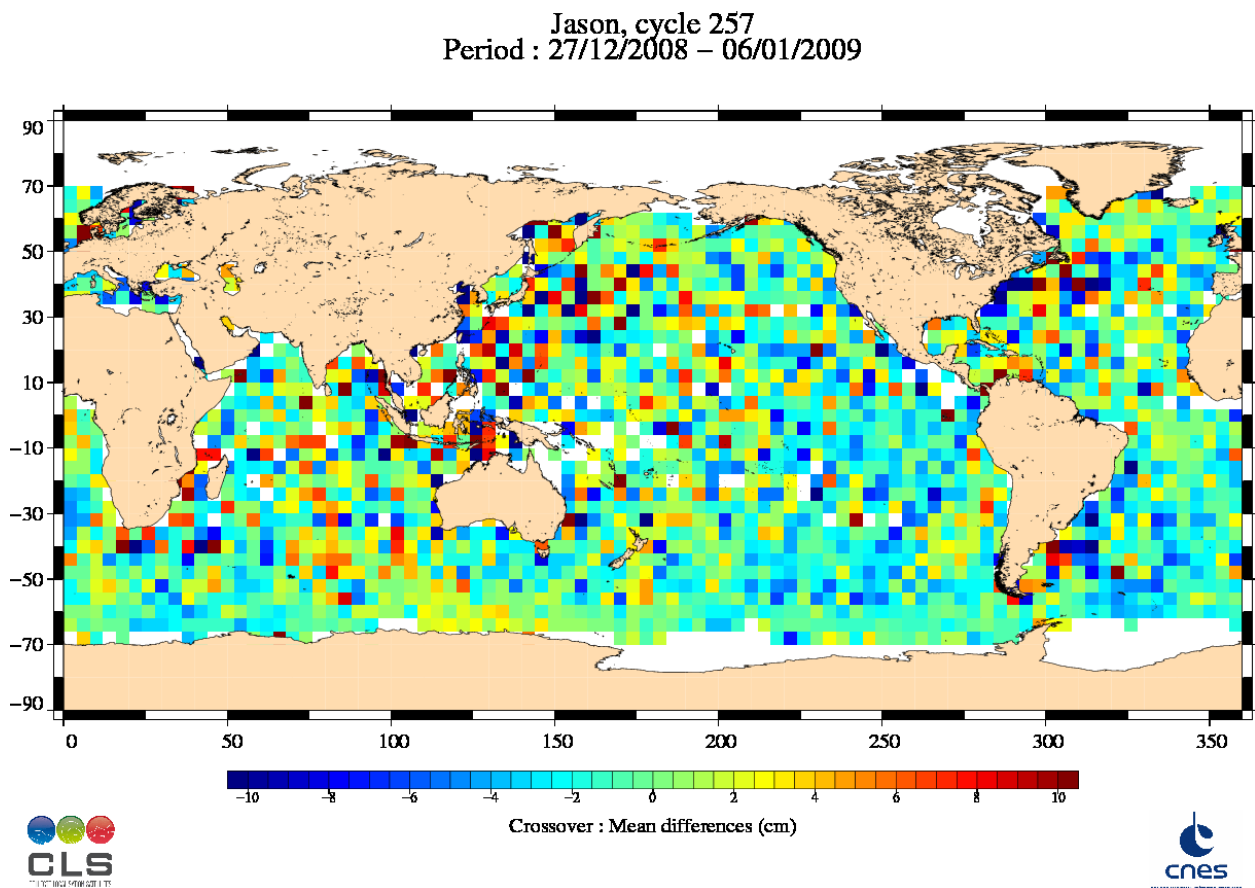 Jason, cycle 257
Period : 27/12/2008 – 06/01/2009
90
70
50
30
10
−10
−30
−50
−70
−90
0 50 100 150 200 250 300 350
−10 −8 −6 −4 −2 0 2 4 6 8 10
Crossover : Mean differences (cm)
CLS
cnes